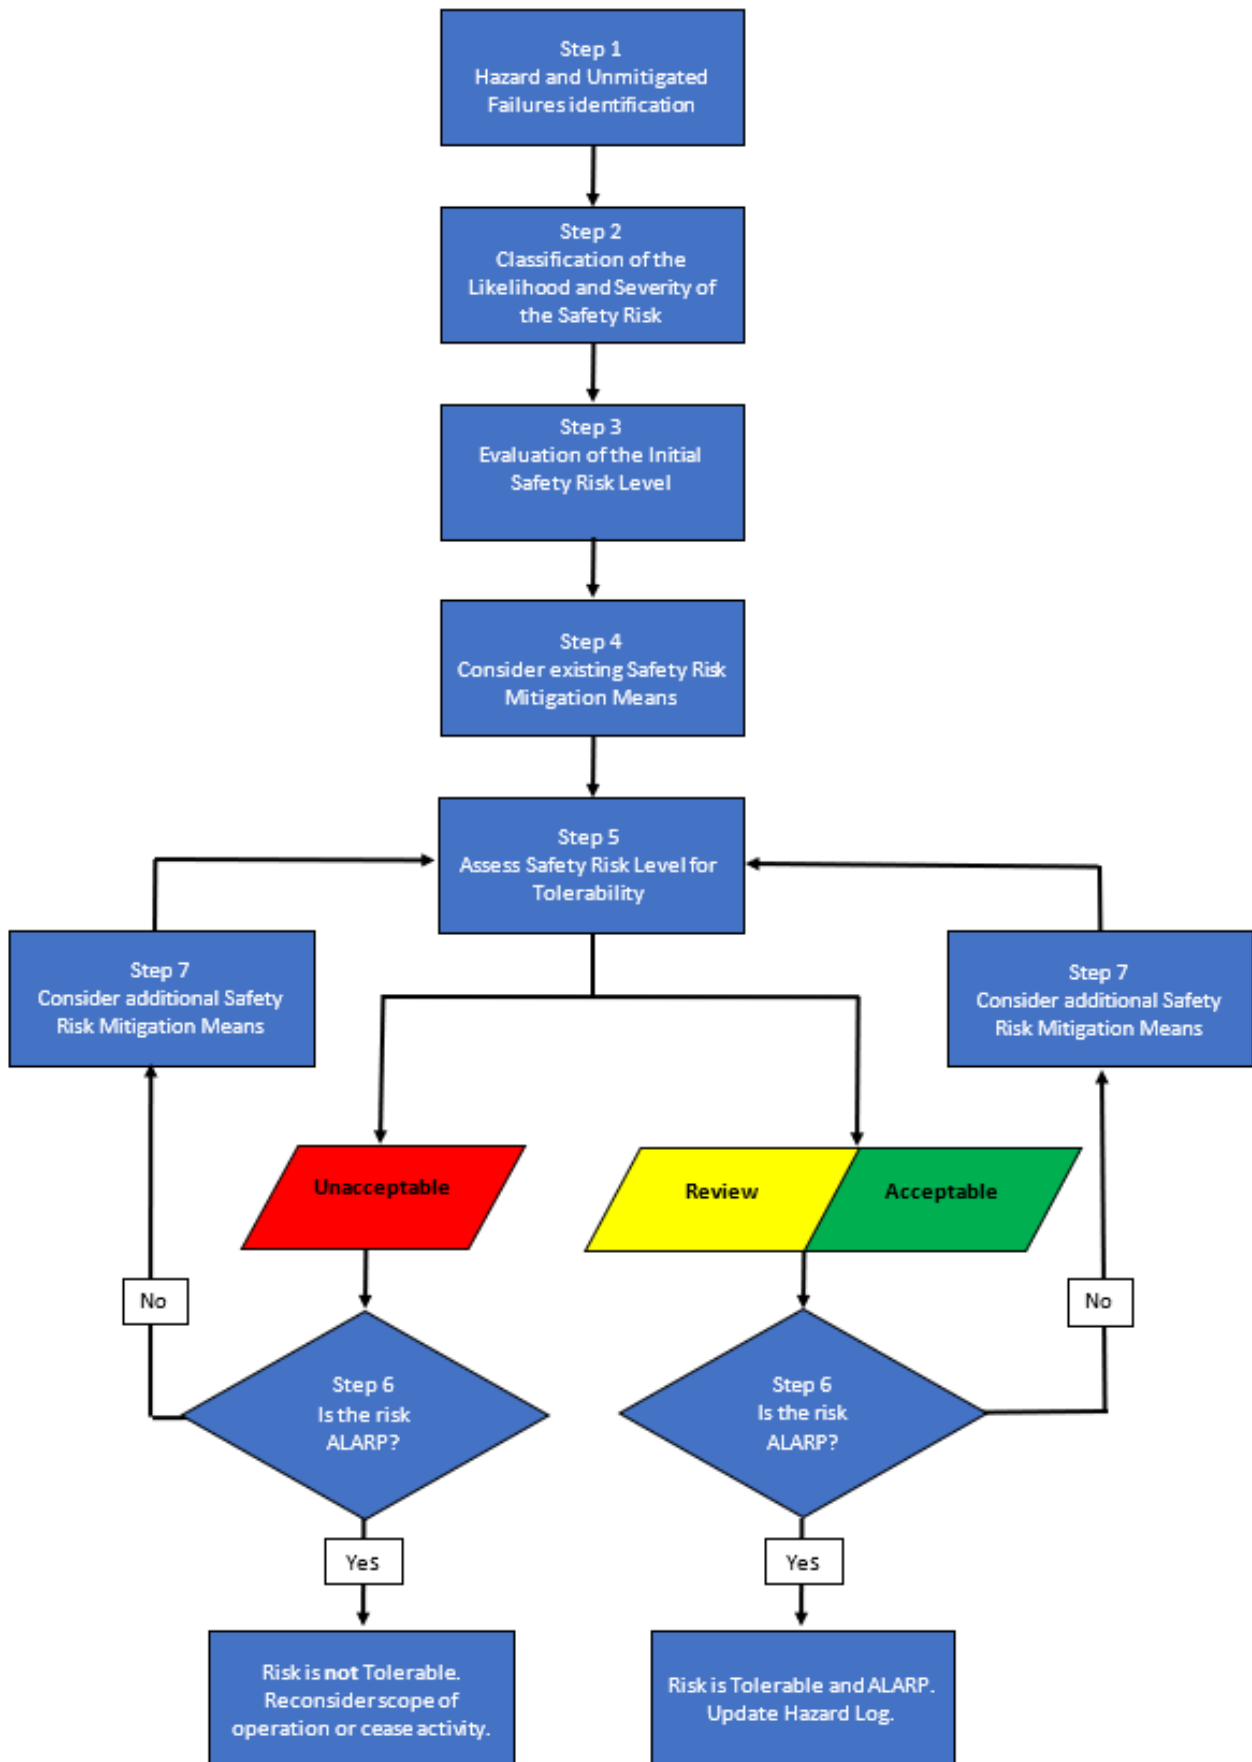 Step 1
Hazard and Unmitigated
Failures identification
Step 2
Classification of the
Likelihood and Severity of
the Safety Risk
Step 3
Evaluation of the Initial
Safety Risk Level
Step 4
Consider existing Safety Risk
Mitigation Means
Step 5
Assess Safety Risk Level for
Tolerability
Step 7
Consider additional Safety
Risk Mitigation Means
Step 7
Consider additional Safety
Risk Mitigation Means
Unacceptable
Review
Acceptable
No
No
Step 6
Is the risk
ALARP?
Step 6
Is the risk
ALARP?
Yes
Yes
Risk is not Tolerable.
Reconsider scope of
operation or cease activity.
Risk is Tolerable and ALARP.
Update Hazard Log.